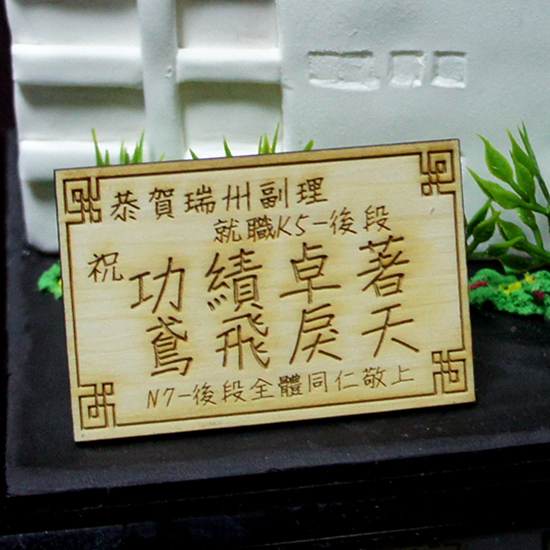 恭賀瑞州副理
就職K5-後段
祝
功績卓著
鳶飛戾天
N7-後段全體同仁敬上